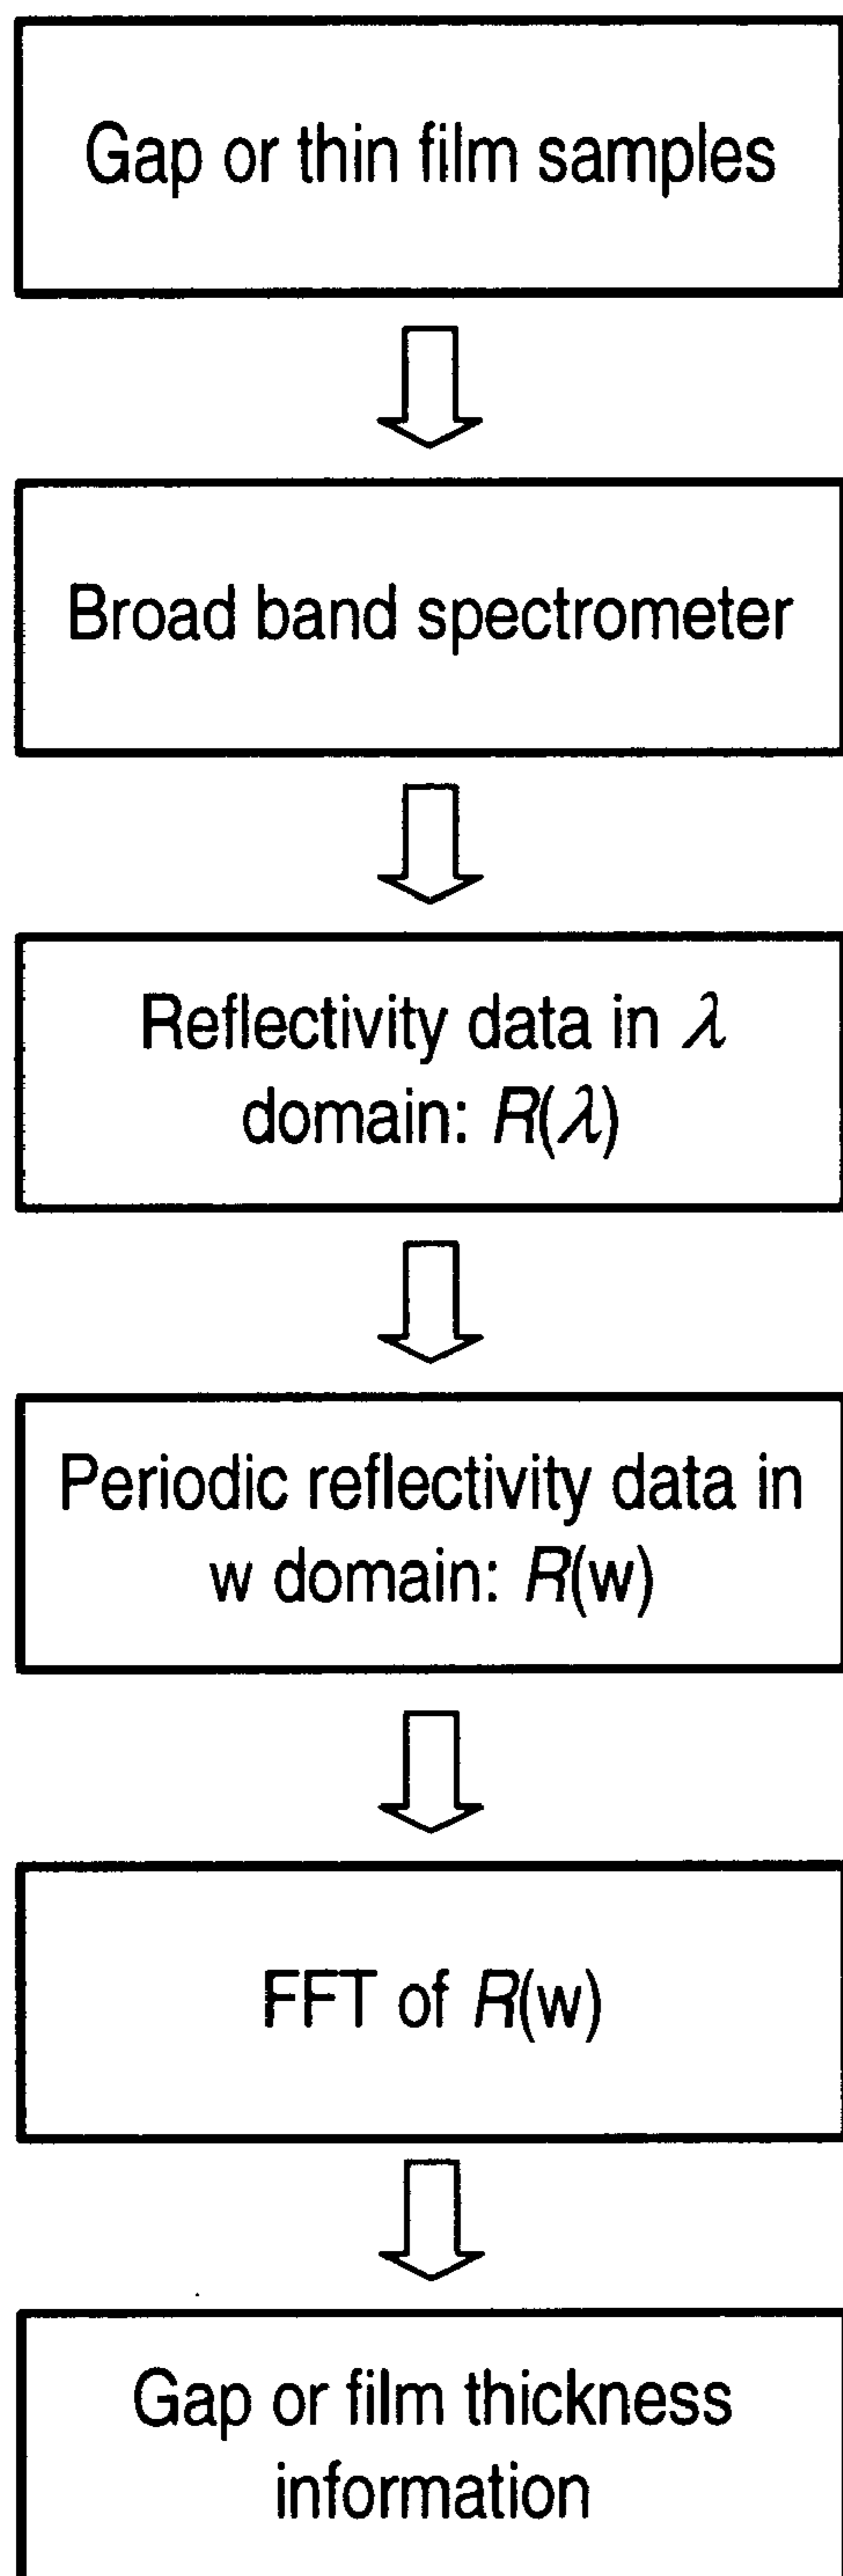 Gap or thin film samples
Broad band spectrometer
Reflectivity data in λ
domain: R(λ)
Periodic reflectivity data in
w domain: R(w)
FFT of R(w)
Gap or film thickness
information